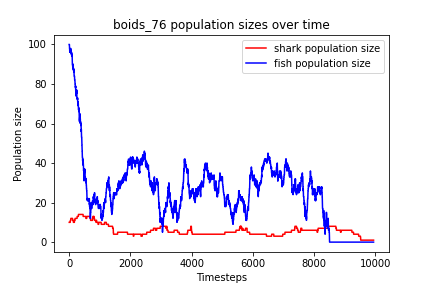 boids_76 population sizes over time
shark population size
fish population size
Population size
100
80
60
40
20
0
0
2000
4000
6000
8000
10000
Timesteps